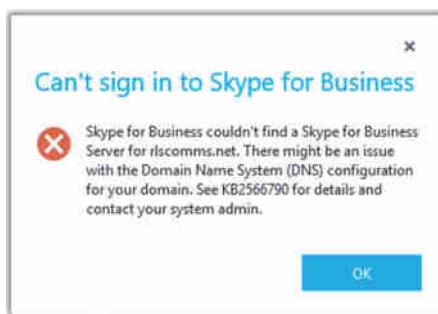 ×
Can't sign in to Skype for Business
Skype for Business couldn't find a Skype for Business
Server for rlscomms.net. There might be an issue
with the Domain Name System (DNS) configuration
for your domain. See KB2566790 for details and
contact your system admin.
OK